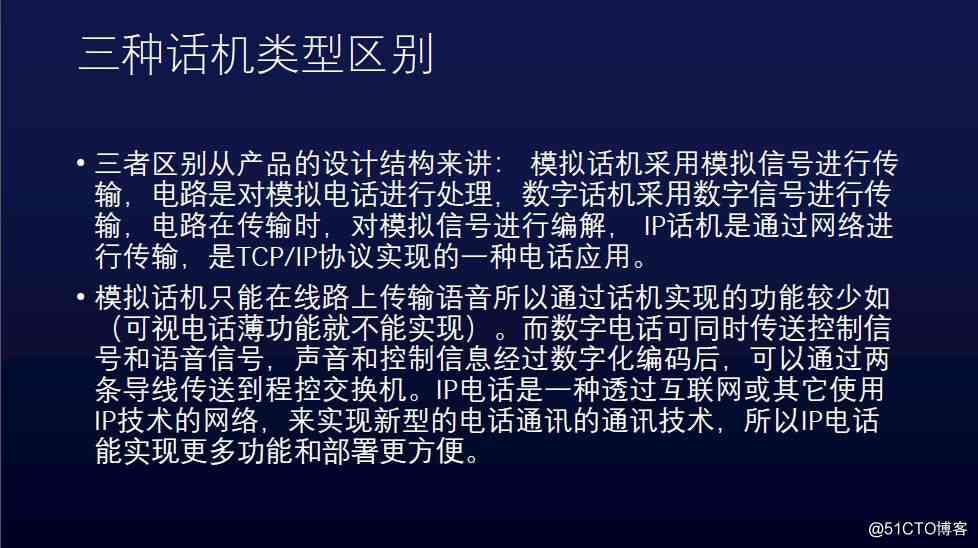 三种话机类型区别
• 三者区别从产品的设计结构来讲： 模拟话机采用模拟信号进行传
输，电路是对模拟电话进行处理，数字话机采用数字信号进行传
输，电路在传输时，对模拟信号进行编解， IP话机是通过网络进
行传输，是TCP/IP协议实现的一种电话应用。
• 模拟话机只能在线路上传输语音所以通过话机实现的功能较少如
（可视电话薄功能就不能实现）。而数字电话可同时传送控制信
号和语音信号，声音和控制信息经过数字化编码后，可以通过两
条导线传送到程控交换机。IP电话是一种透过互联网或其它使用
IP技术的网络，来实现新型的电话通讯的通讯技术，所以IP电话
能实现更多功能和部署更方便。
@51CTO博客